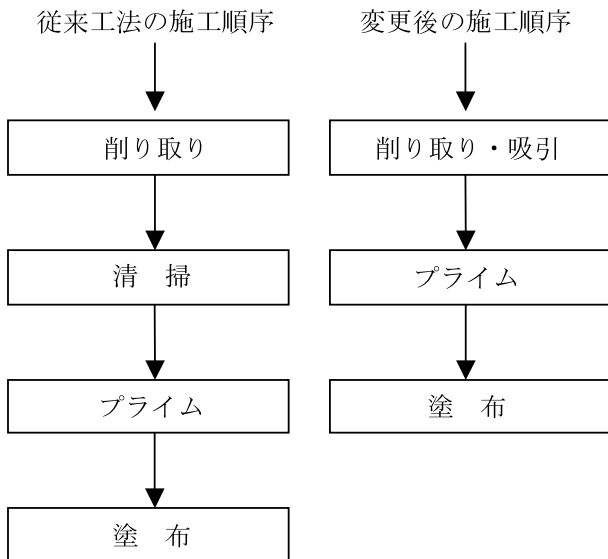 従来工法の施工順序
削り取り
清　掃
プライム
塗　布
変更後の施工順序
削り取り・吸引
プライム
塗　布